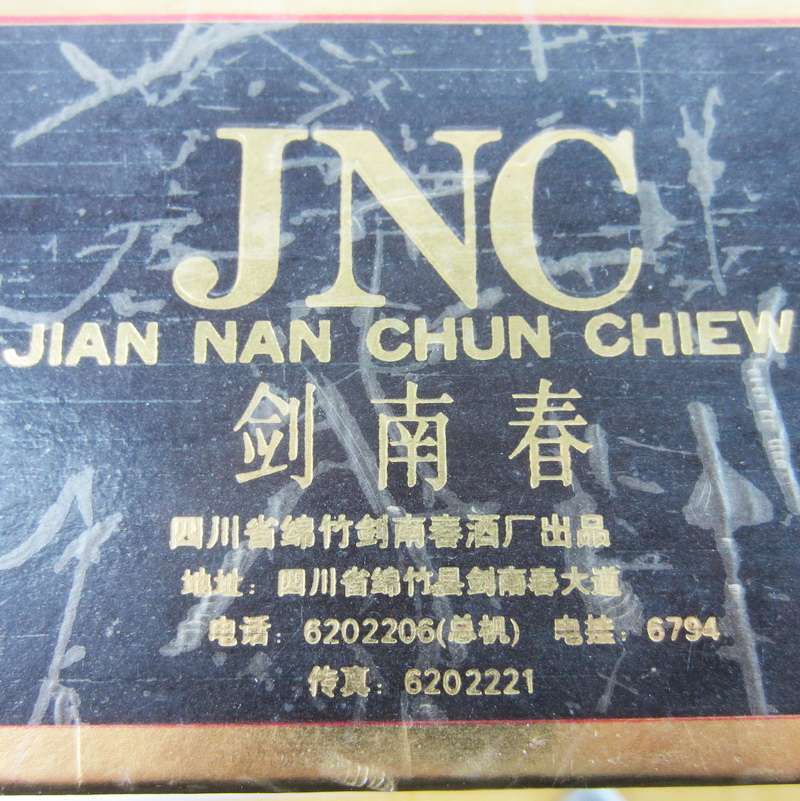 JNC
JIAN NAN CHUN CHIEW
剑南春
四川省绵竹剑南春酒厂出品
地址：四川省绵竹县剑南春大道
电话：6202206(总机) 电挂：6794
传真：6202221